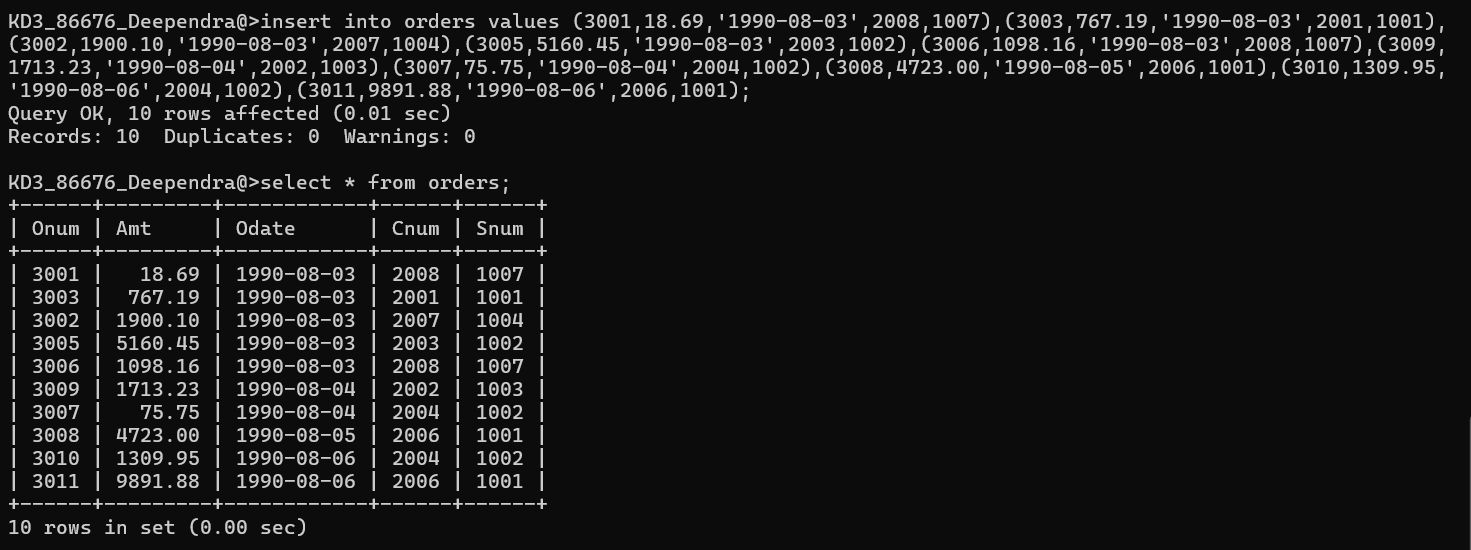 KD3_86676_Deependra@>insert into orders values (3001,18.69,'1990-08-03',2008,1007),(3003,767.19,'1990-08-03',2001,1001),
(3002,1900.10,'1990-08-03',2007,1004),(3005,5160.45,'1990-08-03',2003,1002),(3006,1098.16,'1990-08-03',2008,1007),(3009,
1713.23,'1990-08-04',2002,1003),(3007,75.75,'1990-08-04',2004,1002),(3008,4723.00,'1990-08-05',2006,1001),(3010,1309.95,
'1990-08-06',2004,1002),(3011,9891.88,'1990-08-06',2006,1001);
Query OK, 10 rows affected (0.01 sec)
Records: 10  Duplicates: 0  Warnings: 0
KD3_86676_Deependra@>select * from orders;
+------+---------+------------+------+------+
| Onum | Amt     | Odate      | Cnum | Snum |
+------+---------+------------+------+------+
| 3001 |   18.69 | 1990-08-03 | 2008 | 1007 |
| 3003 |  767.19 | 1990-08-03 | 2001 | 1001 |
| 3002 | 1900.10 | 1990-08-03 | 2007 | 1004 |
| 3005 | 5160.45 | 1990-08-03 | 2003 | 1002 |
| 3006 | 1098.16 | 1990-08-03 | 2008 | 1007 |
| 3009 | 1713.23 | 1990-08-04 | 2002 | 1003 |
| 3007 |   75.75 | 1990-08-04 | 2004 | 1002 |
| 3008 | 4723.00 | 1990-08-05 | 2006 | 1001 |
| 3010 | 1309.95 | 1990-08-06 | 2004 | 1002 |
| 3011 | 9891.88 | 1990-08-06 | 2006 | 1001 |
+------+---------+------------+------+------+
10 rows in set (0.00 sec)